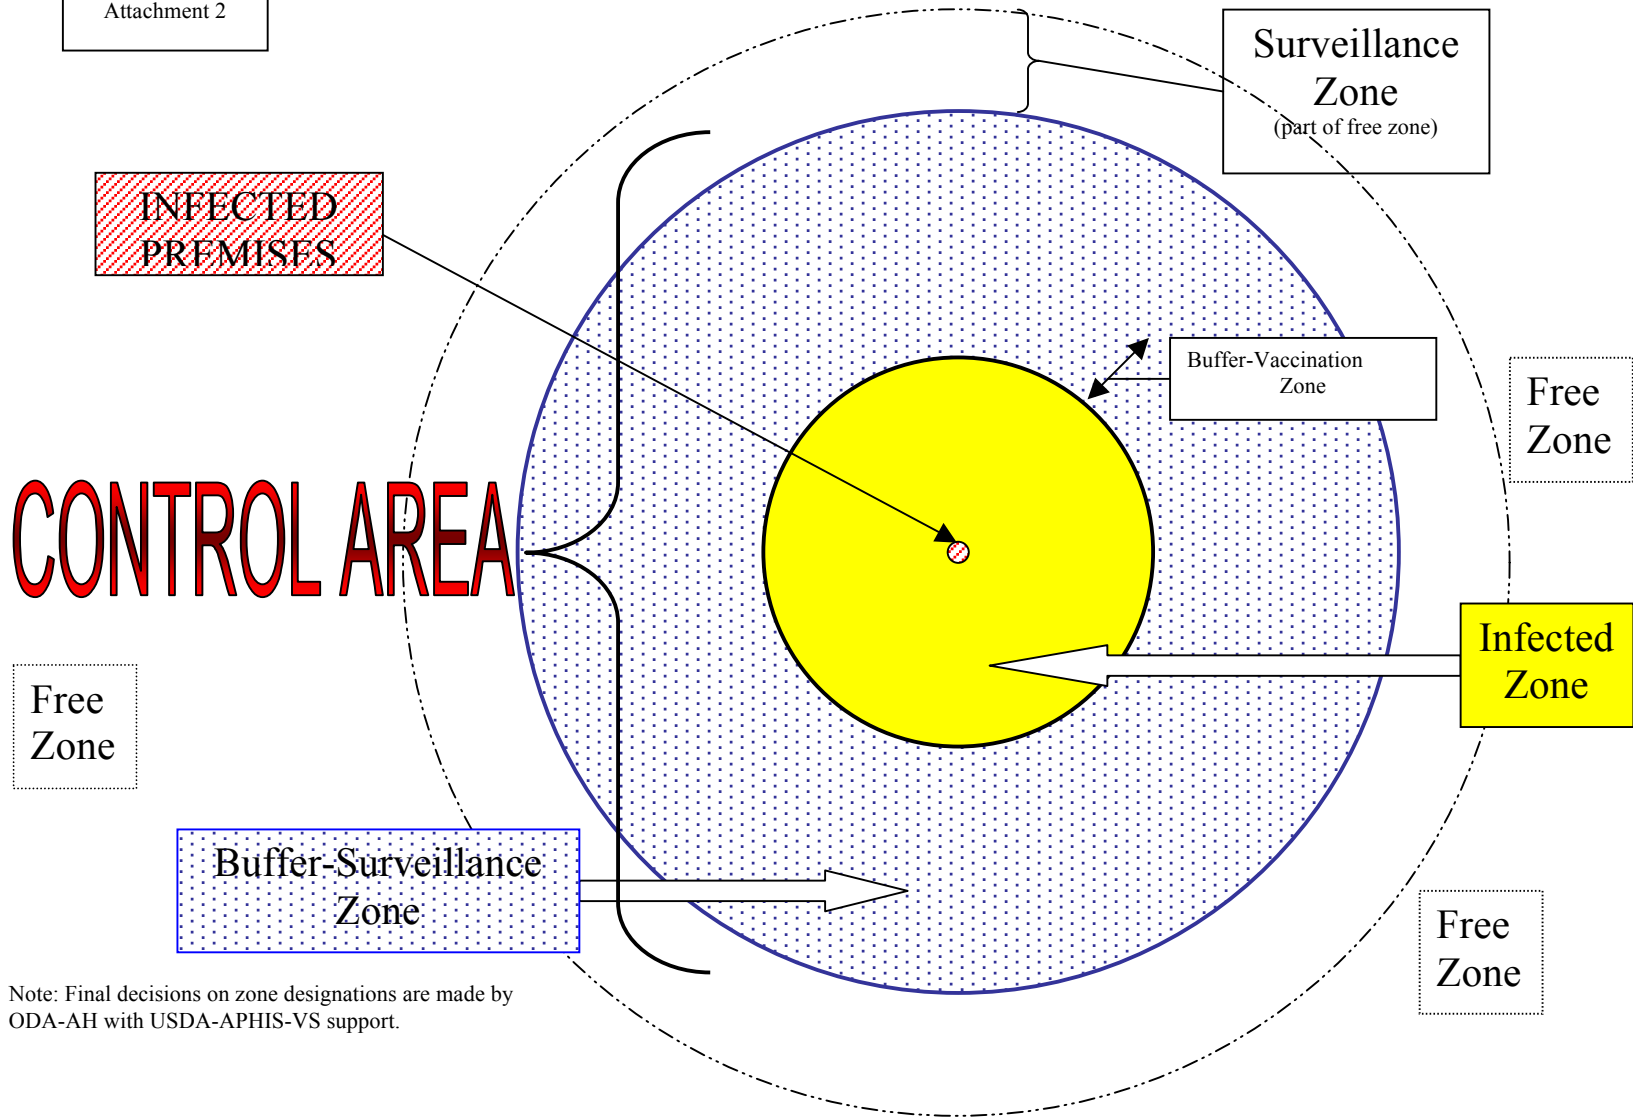 Attachment 2
Surveillance
Zone
(part of free zone)
INFECTED
PREMISES
Buffer-Vaccination
Zone
Free
Zone
CONTROL AREA
Infected
Zone
Free
Zone
Buffer-Surveillance
Zone
Free
Zone
Note: Final decisions on zone designations are made by
ODA-AH with USDA-APHIS-VS support.